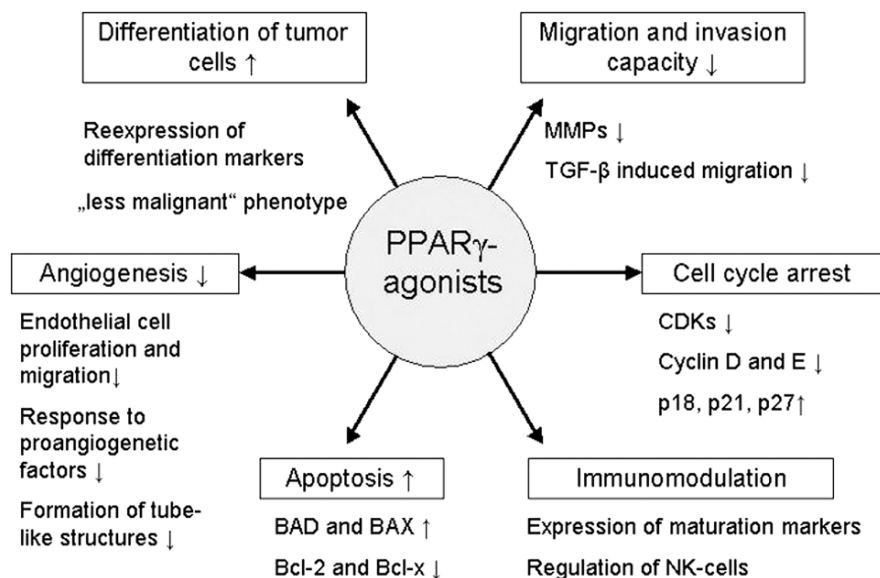 Differentiation of tumor
cells ↑
Reexpression of
differentiation markers
„less malignant“ phenotype
Migration and invasion
capacity ↓
MMPs ↓
TGF-β induced migration ↓
PPARγ-
agonists
Angiogenesis ↓
Endothelial cell
proliferation and
migration↓
Response to
proangiogenetic
factors ↓
Formation of tube-
like structures ↓
Cell cycle arrest
CDKs ↓
Cyclin D and E ↓
p18, p21, p27↑
Apoptosis ↑
BAD and BAX ↑
Bcl-2 and Bcl-x ↓
Immunomodulation
Expression of maturation markers
Regulation of NK-cells